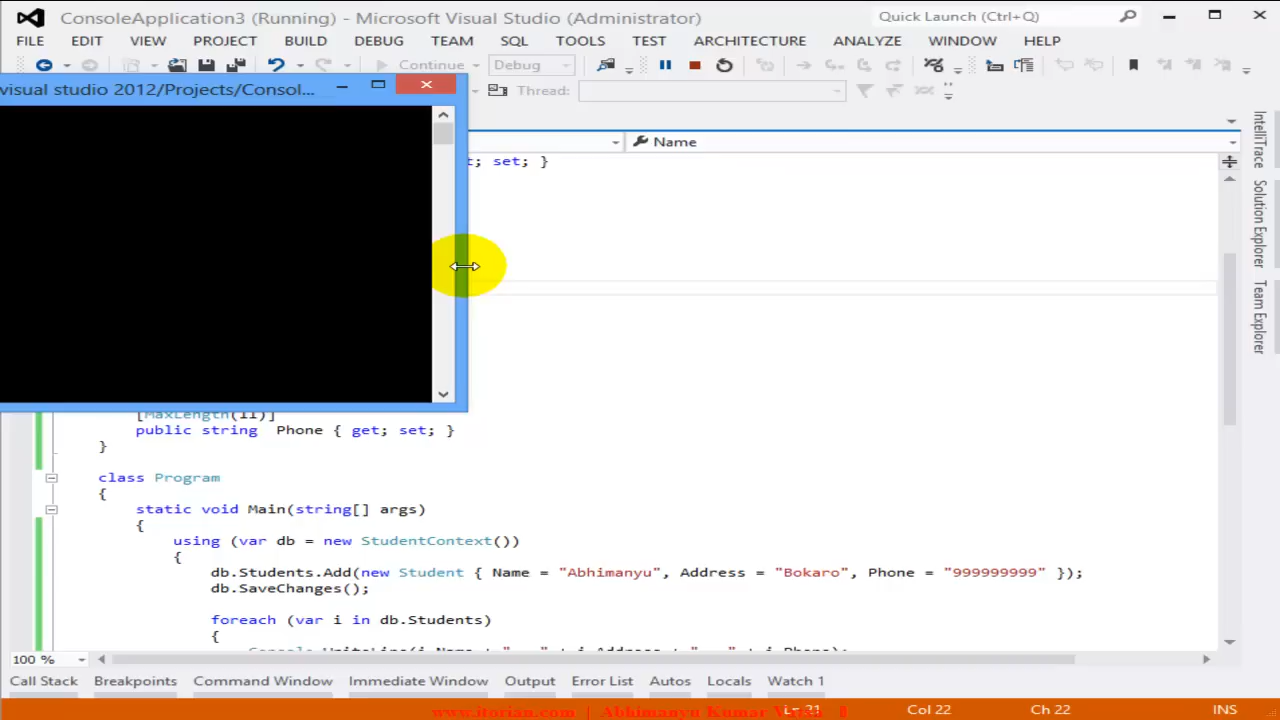 ConsoleApplication3 (Running) - Microsoft Visual Studio (Administrator)
Quick Launch (Ctrl+Q)
FILE EDIT VIEW PROJECT BUILD DEBUG TEAM SQL TOOLS TEST ARCHITECTURE ANALYZE WINDOW HELP
Continue Debug
visual studio 2012/Projects/Consol...
Thread:
Name
set; }
[MaxLength(11)]
public string Phone { get; set; }
}
class Program
{
static void Main(string[] args)
{
using (var db = new StudentContext())
{
db.Students.Add(new Student { Name = "Abhimanyu", Address = "Bokaro", Phone = "999999999" });
db.SaveChanges();
foreach (var i in db.Students)
{
100 %
Call Stack Breakpoints Command Window Immediate Window Output Error List Autos Locals Watch 1
www.itorian.com | Abhimanyu Kumar
Col 22 Ch 22 INS
IntelliTrace
Solution Explorer
Team Explorer